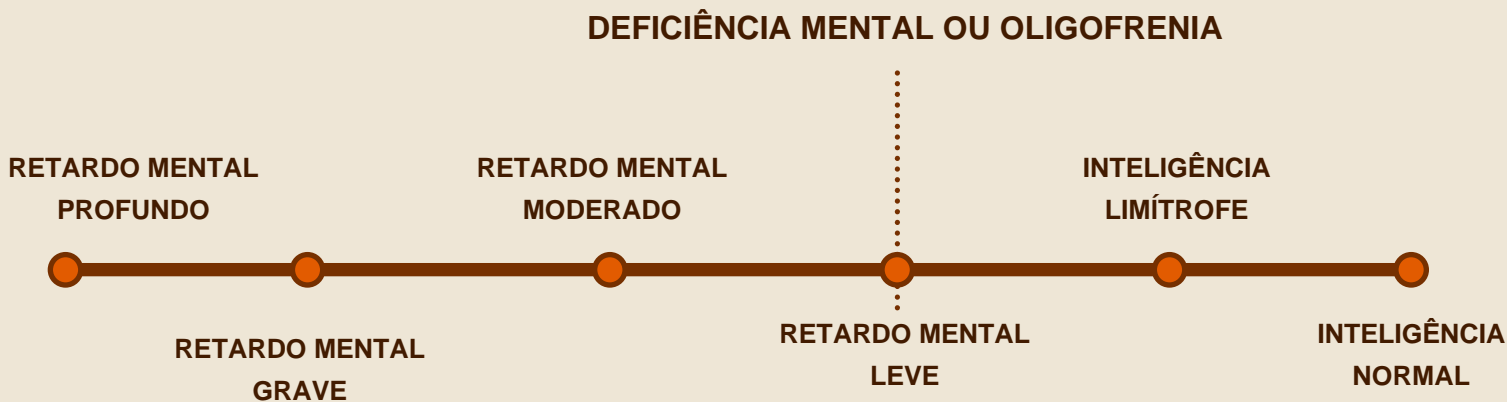 DEFICIÊNCIA MENTAL OU OLIGOFRENIA
RETARDO MENTAL
PROFUNDO
RETARDO MENTAL
MODERADO
INTELIGÊNCIA
LIMÍTROFE
RETARDO MENTAL
GRAVE
RETARDO MENTAL
LEVE
INTELIGÊNCIA
NORMAL